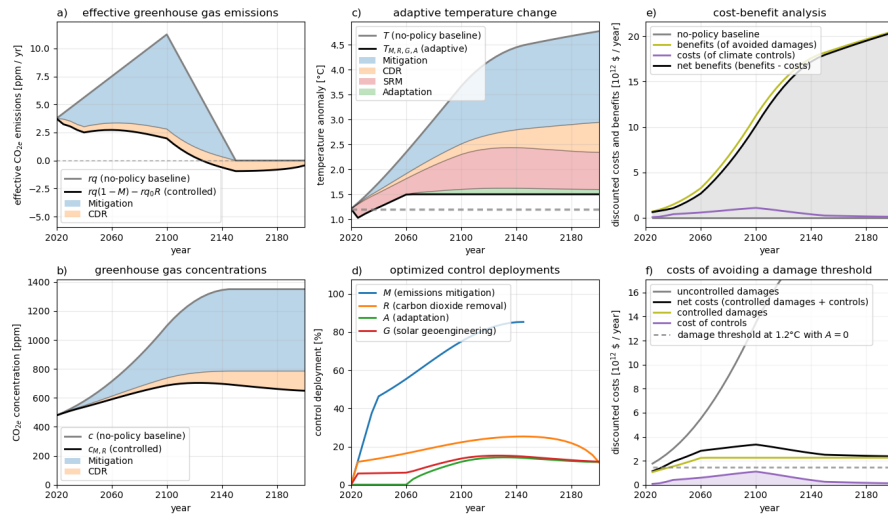 a) effective greenhouse gas emissions
effective CO2e emissions [ppm / yr]
10.0
7.5
5.0
2.5
0.0
−2.5
−5.0
rq (no-policy baseline)
rq(1 − M) − rq0R (controlled)
Mitigation
CDR
2020 2060 2100 2140 2180
year
b) greenhouse gas concentrations
CO2e concentration [ppm]
1400
1200
1000
800
600
400
200
0
c (no-policy baseline)
cM,R (controlled)
Mitigation
CDR
2020 2060 2100 2140 2180
year
c) adaptive temperature change
temperature anomaly [°C]
4.5
4.0
3.5
3.0
2.5
2.0
1.5
1.0
T (no-policy baseline)
TM,R,G,A (adaptive)
Mitigation
CDR
SRM
Adaptation
2020 2060 2100 2140 2180
year
d) optimized control deployments
control deployment [%]
100
80
60
40
20
0
M (emissions mitigation)
R (carbon dioxide removal)
A (adaptation)
G (solar geoengineering)
2020 2060 2100 2140 2180
year
e) cost-benefit analysis
discounted costs and benefits [10^12 $ / year]
20
15
10
5
0
no-policy baseline
benefits (of avoided damages)
costs (of climate controls)
net benefits (benefits - costs)
2020 2060 2100 2140 2180
year
f) costs of avoiding a damage threshold
discounted costs [10^12 $ / year]
16
14
12
10
8
6
4
2
0
uncontrolled damages
net costs (controlled damages + controls)
controlled damages
cost of controls
damage threshold at 1.2°C with A = 0
2020 2060 2100 2140 2180
year